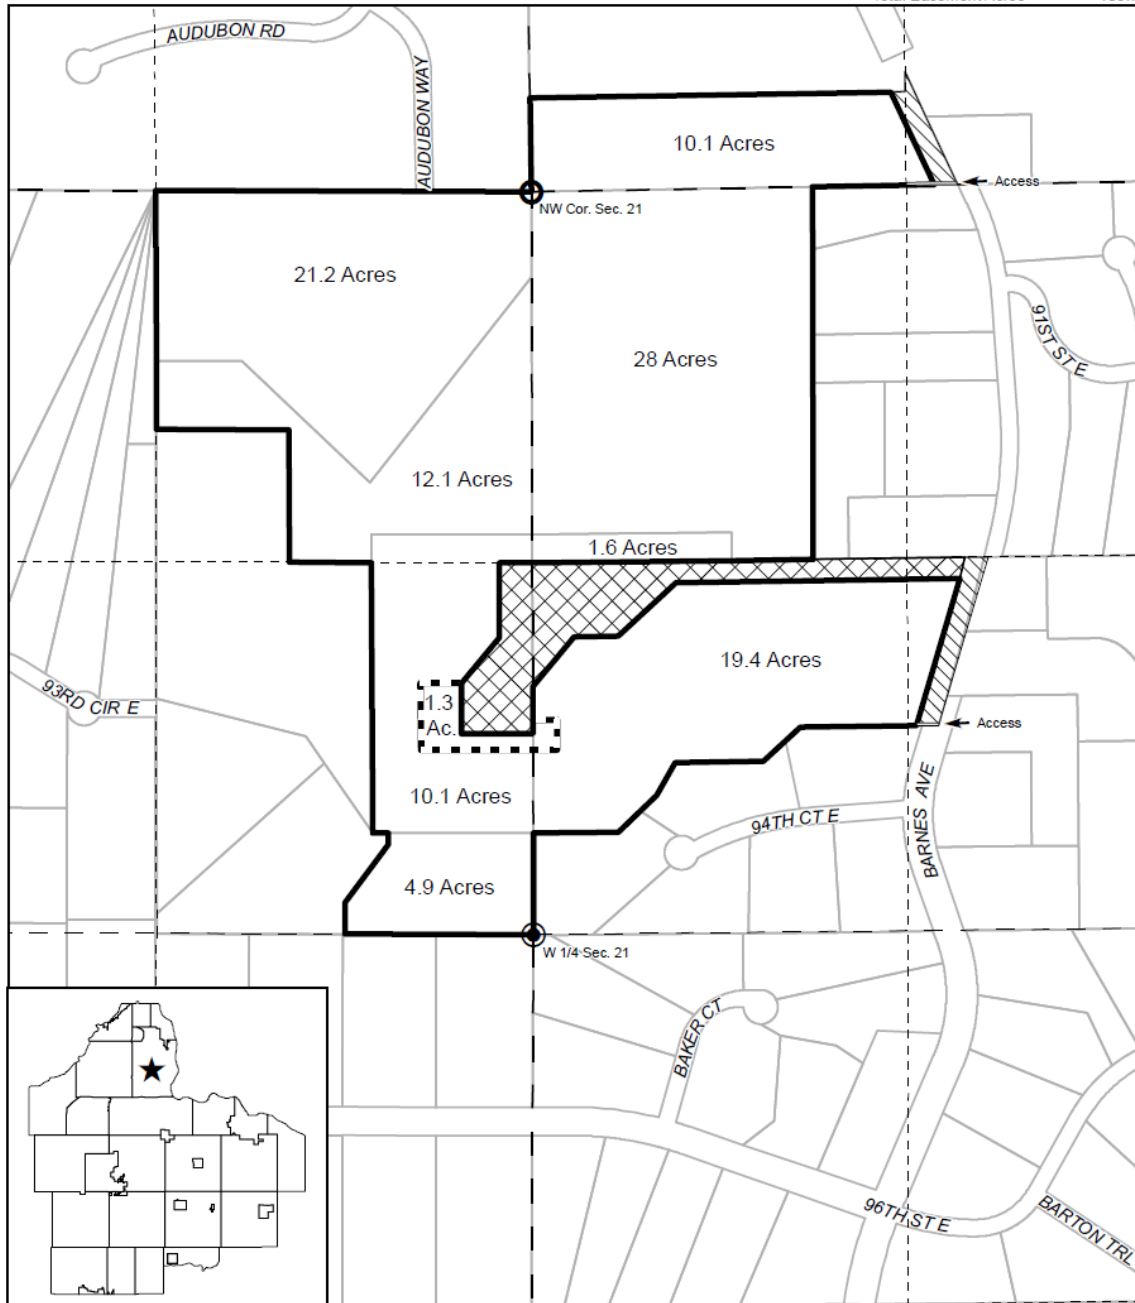 AUDUBON RD
AUDUBON WAY
10.1 Acres
Access
NW Cor. Sec. 21
21.2 Acres
28 Acres
91ST ST E
12.1 Acres
1.6 Acres
19.4 Acres
93RD CIR E
1.3
Ac.
Access
10.1 Acres
94TH CT E
BARNES AVE
4.9 Acres
W 1/4 Sec. 21
BAKER CT
96TH ST E
BARTON TRL